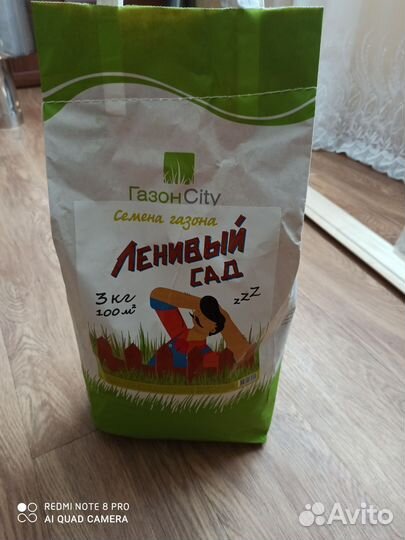 ГазонCity
Семена газона
ЛЕНИВЫЙ
САД
3 кг
100 м²
zZZ
REDMI NOTE 8 PRO
AI QUAD CAMERA
Avito